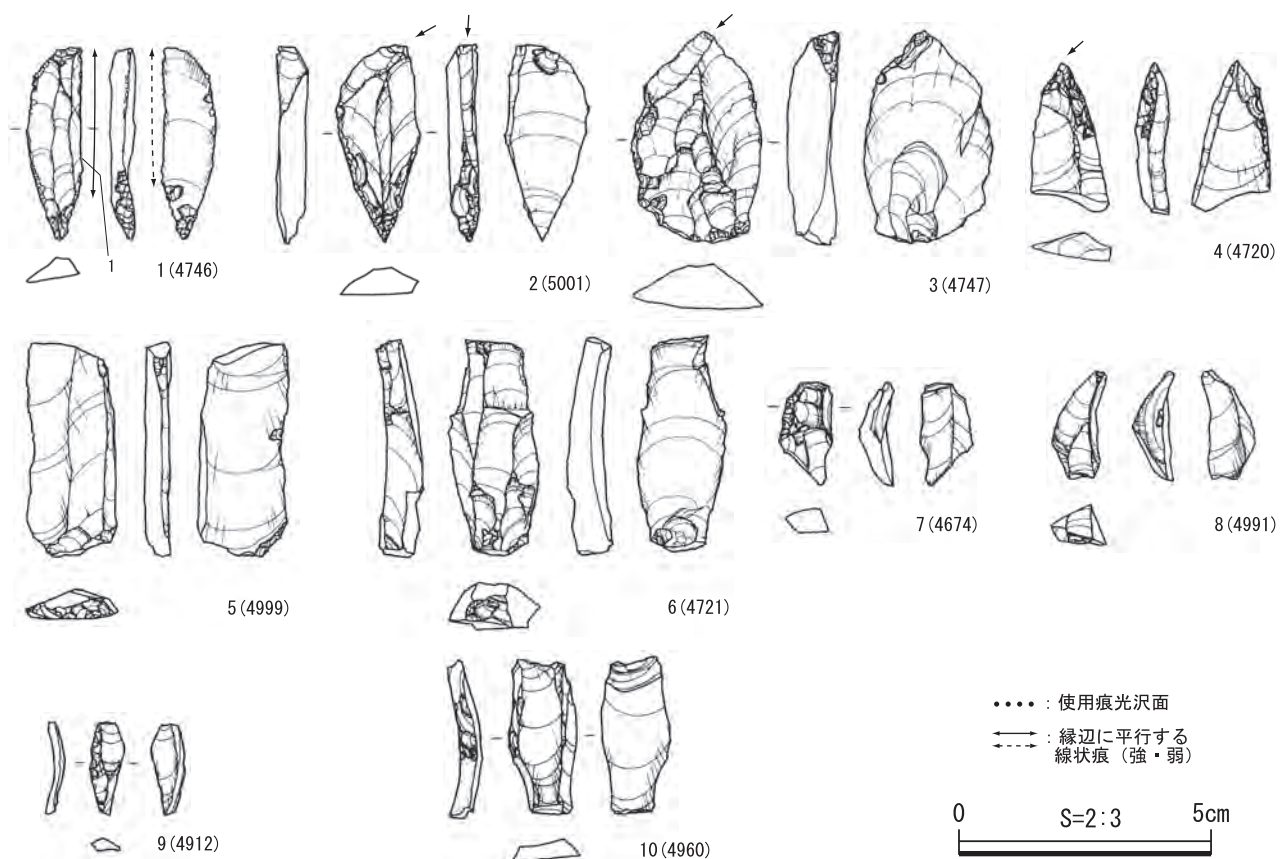 1
1(4746)
2(5001)
3(4747)
4(4720)
5(4999)
6(4721)
7(4674)
8(4991)
9(4912)
10(4960)
：使用痕光沢面
：縁辺に平行する
線状痕（強・弱）
0 S=2:3 5cm